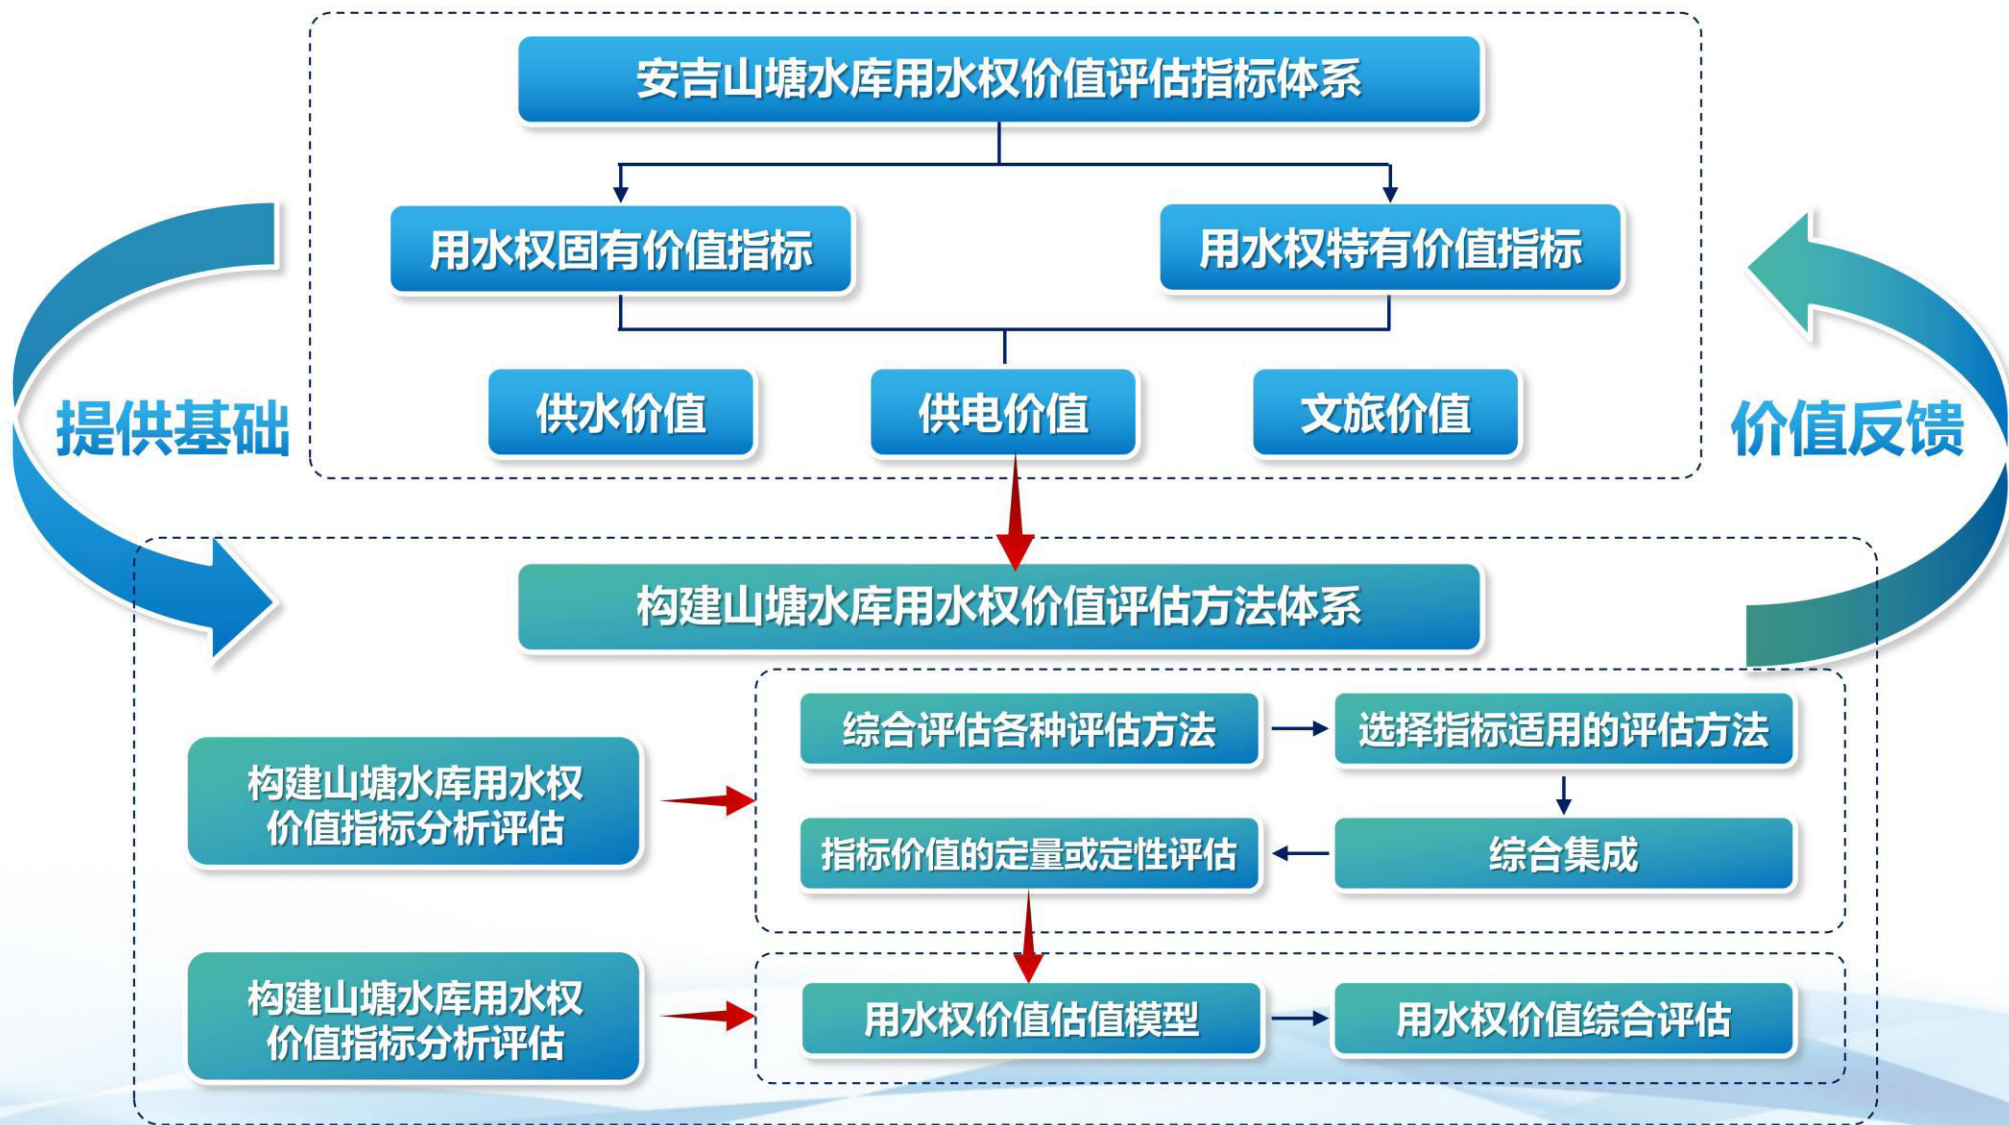 安吉山塘水库用水权价值评估指标体系
用水权固有价值指标
用水权特有价值指标
供水价值
供电价值
文旅价值
提供基础
价值反馈
构建山塘水库用水权价值评估方法体系
构建山塘水库用水权
价值指标分析评估
综合评估各种评估方法
选择指标适用的评估方法
指标价值的定量或定性评估
综合集成
构建山塘水库用水权
价值指标分析评估
用水权价值估值模型
用水权价值综合评估